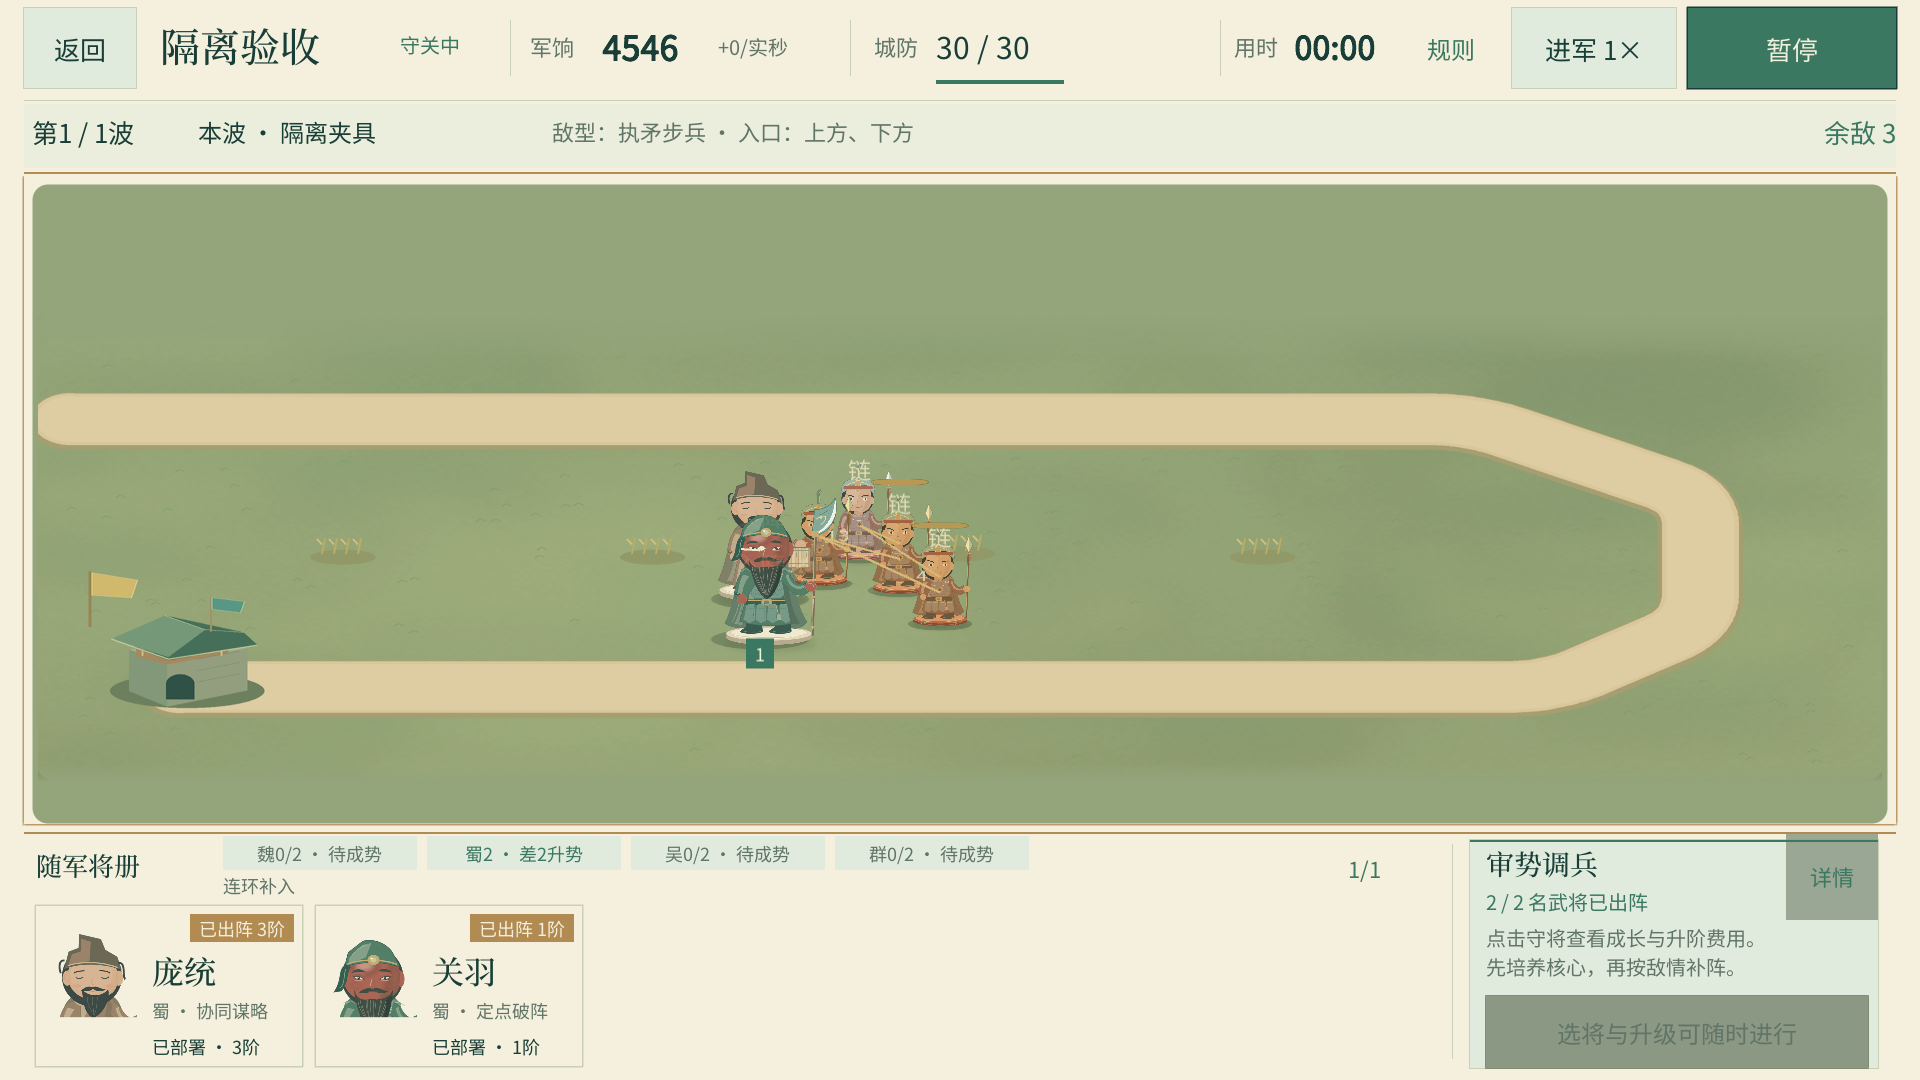 返回
隔离验收
守关中
军饷 4546 +0/实秒
城防 30 / 30
用时 00:00
规则
进军 1×
暂停
第1 / 1波
本波 · 隔离夹具
敌型：执矛步兵 · 入口：上方、下方
余敌 3
链
链
链
1
随军将册
魏0/2 · 待成势
蜀2 · 差2升势
吴0/2 · 待成势
群0/2 · 待成势
连环补入
1/1
已出阵 3阶
庞统
蜀 · 协同谋略
已部署 · 3阶
已出阵 1阶
关羽
蜀 · 定点破阵
已部署 · 1阶
审势调兵
详情
2 / 2 名武将已出阵
点击守将查看成长与升阶费用。
先培养核心，再按敌情补阵。
选将与升级可随时进行